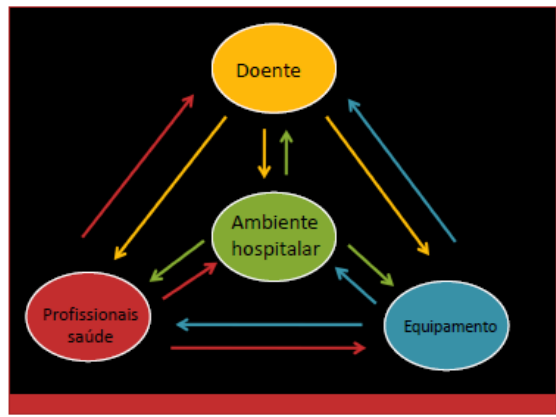 Doente
Ambiente
hospitalar
Profissionais
saúde
Equipamento